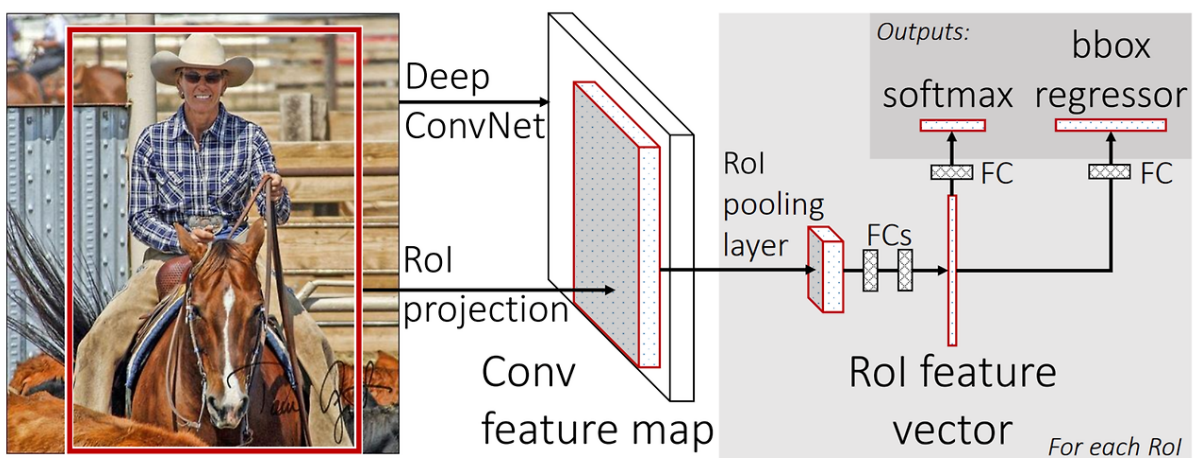 Deep
ConvNet
RoI
projection
Conv
feature map
RoI
pooling
layer
FCs
Outputs:
softmax
bbox
regressor
FC
FC
RoI feature
vector
For each RoI